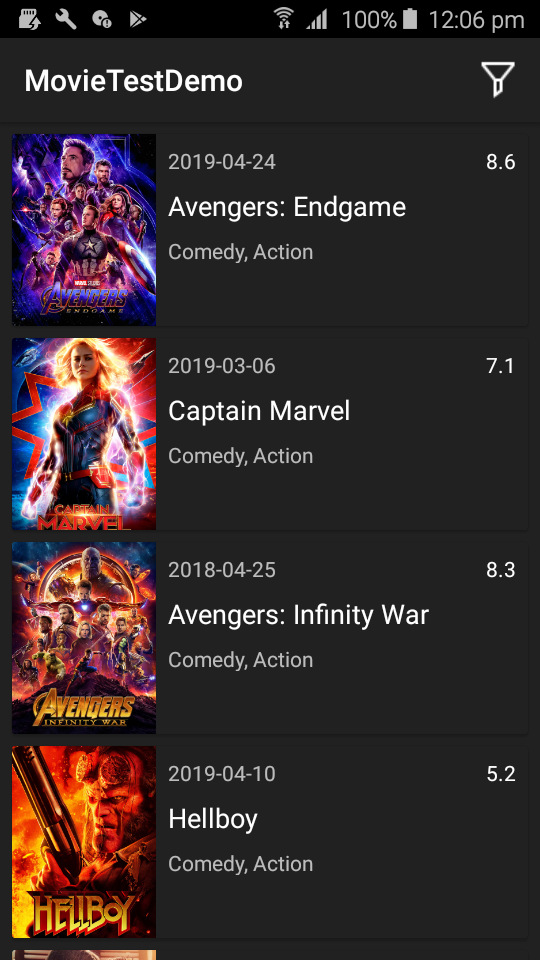 100% 12:06 pm
MovieTestDemo
2019-04-24 8.6
Avengers: Endgame
Comedy, Action
MARVEL STUDIOS
AVENGERS
ENDGAME
2019-03-06 7.1
Captain Marvel
Comedy, Action
CAPTAIN
MARVEL
2018-04-25 8.3
Avengers: Infinity War
Comedy, Action
AVENGERS
INFINITY WAR
2019-04-10 5.2
Hellboy
Comedy, Action
HELLBOY